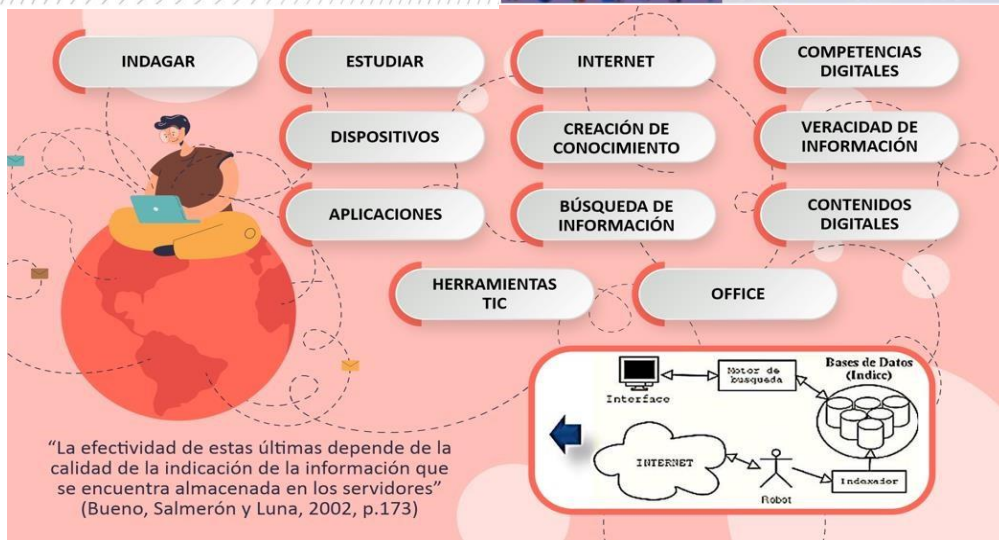 INDAGAR
ESTUDIAR
INTERNET
COMPETENCIAS
DIGITALES
DISPOSITIVOS
CREACIÓN DE
CONOCIMIENTO
VERACIDAD DE
INFORMACIÓN
APLICACIONES
BÚSQUEDA DE
INFORMACIÓN
CONTENIDOS
DIGITALES
HERRAMIENTAS
TIC
OFFICE
“La efectividad de estas últimas depende de la
calidad de la indicación de la información que
se encuentra almacenada en los servidores”
(Bueno, Salmerón y Luna, 2002, p.173)
Interface
Motor de
busqueda
Bases de Datos
(Indice)
INTERNET
Robot
Indexador